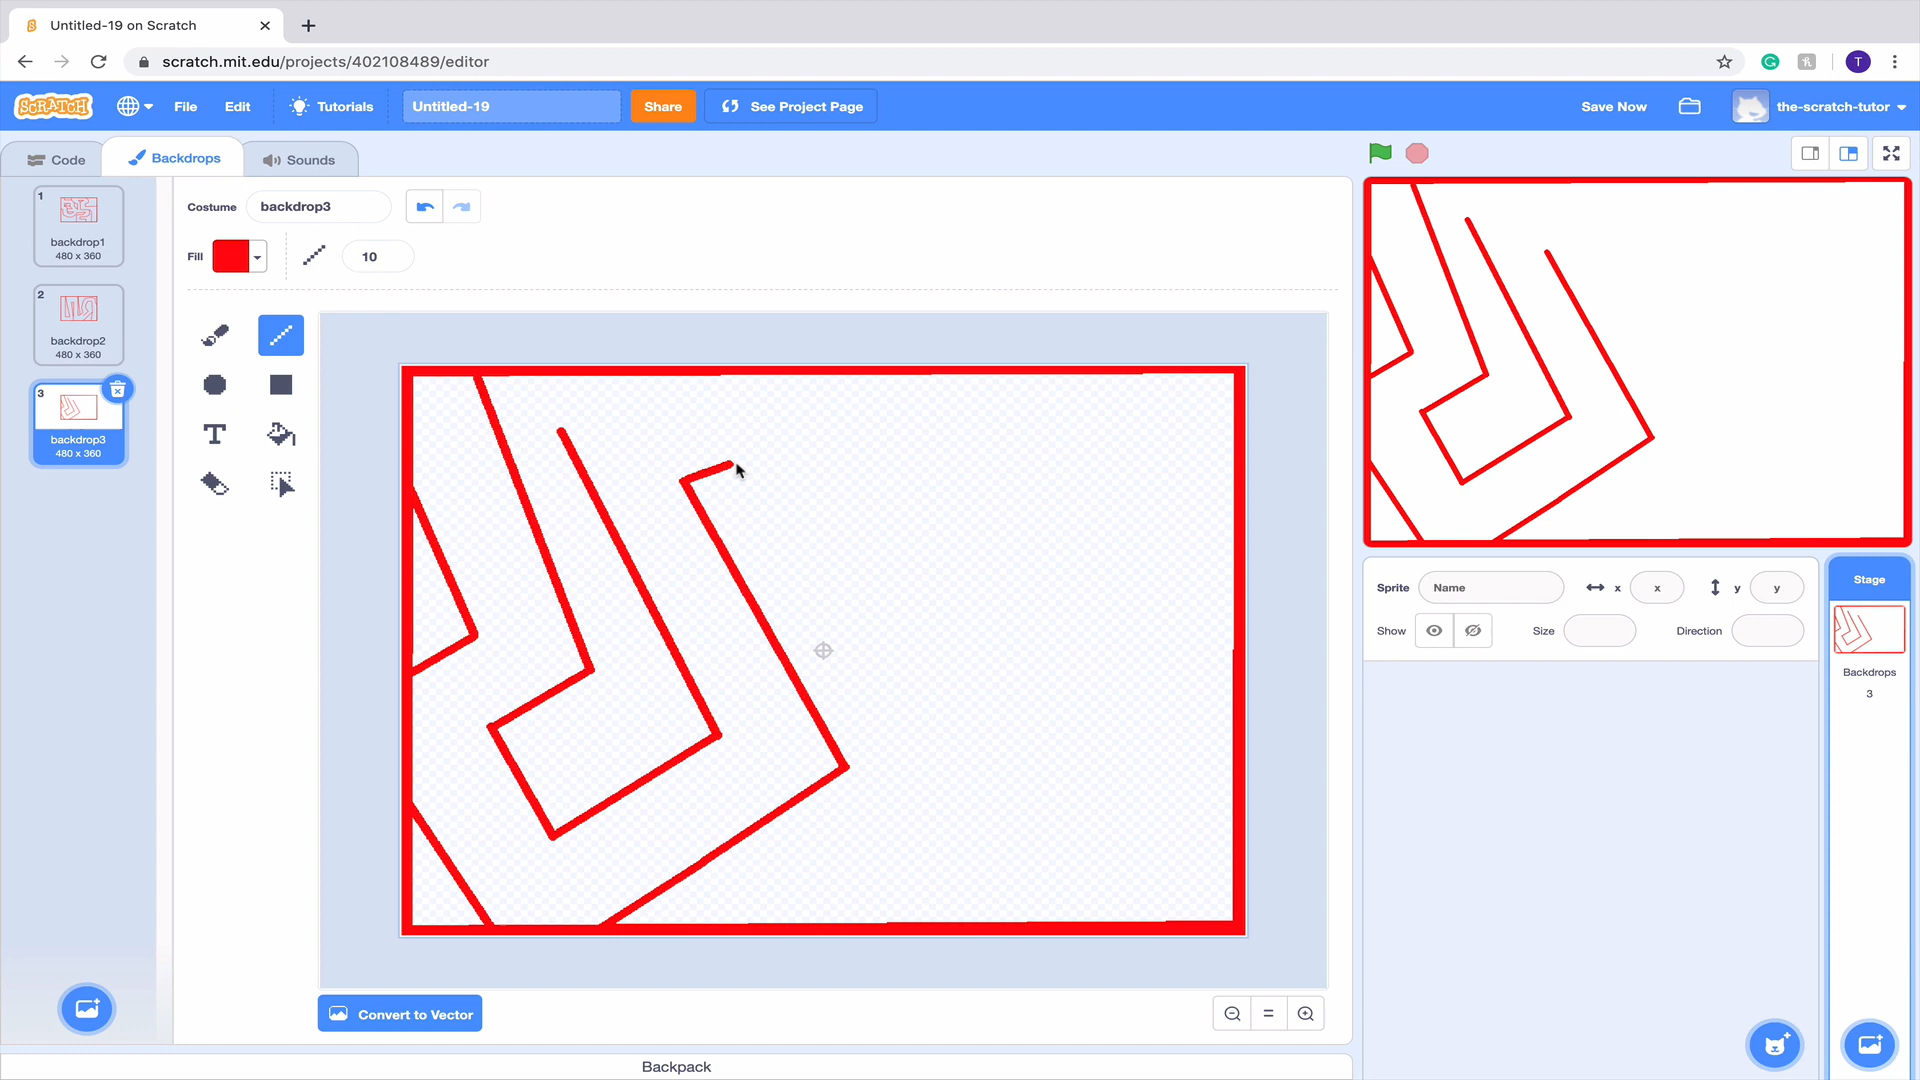 Untitled-19 on Scratch
scratch.mit.edu/projects/402108489/editor
T
SCRATCH
File
Edit
Tutorials
Untitled-19
Share
See Project Page
Save Now
the-scratch-tutor
Code
Backdrops
Sounds
1
backdrop1
480 x 360
2
backdrop2
480 x 360
3
backdrop3
480 x 360
Costume
backdrop3
Fill
10
T
Convert to Vector
Backpack
Sprite
Name
x
x
y
y
Show
Size
Direction
Stage
Backdrops
3